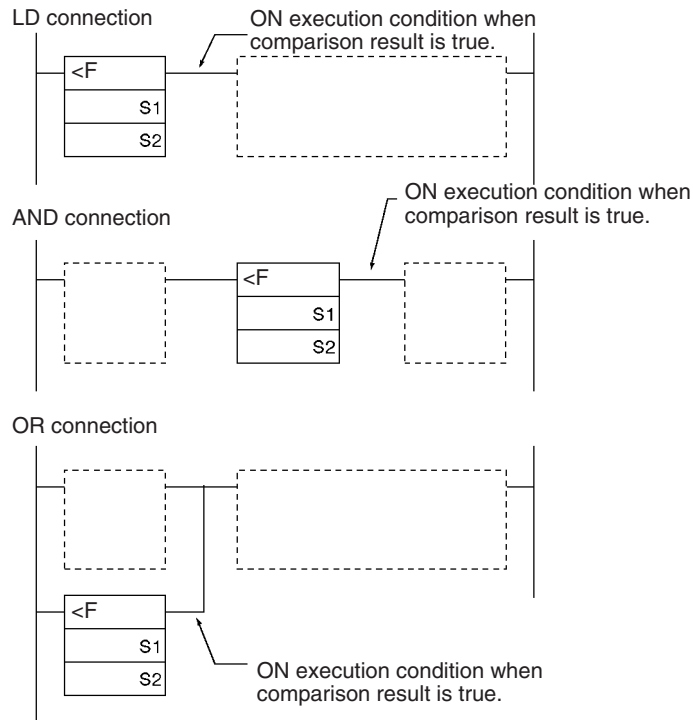 LD connection
ON execution condition when
comparison result is true.
<F
S1
S2
AND connection
ON execution condition when
comparison result is true.
<F
S1
S2
OR connection
<F
S1
S2
ON execution condition when
comparison result is true.